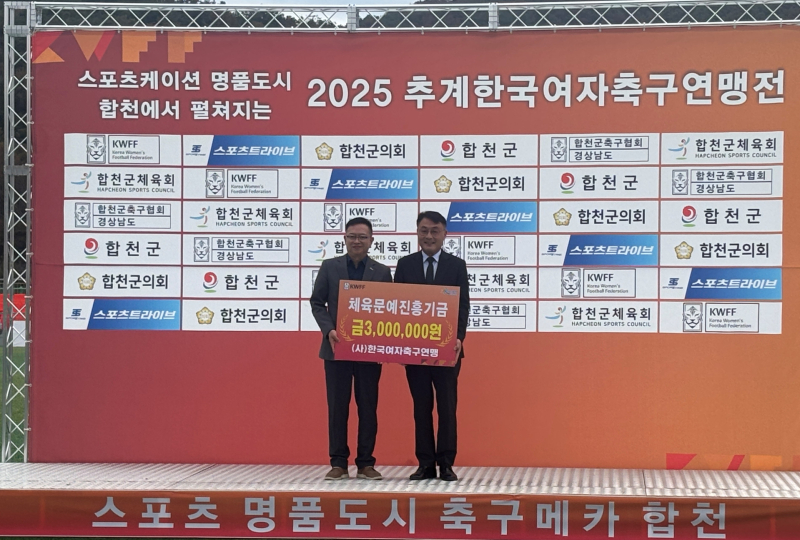 KWFF
스포츠케이션 명품도시
합천에서 펼쳐지는
2025 추계한국여자축구연맹전
KWFF Korea Women's Football Federation 스포츠트라이브 합천군의회 합천군 합천군축구협회 경상남도 합천군체육회 HAPCHEON SPORTS COUNCIL
합천군체육회 HAPCHEON SPORTS COUNCIL KWFF Korea Women's Football Federation 스포츠트라이브 합천군의회 합천군 합천군축구협회 경상남도
합천군축구협회 경상남도 합천군체육회 HAPCHEON SPORTS COUNCIL KWFF 스포츠트라이브 합천군의회 합천군
합천군 합천군축구협회 경상남도 KWFF Korea Women's Football Federation 스포츠트라이브 합천군의회
합천군의회 합천군 합천군체육회 HAPCHEON SPORTS COUNCIL KWFF Korea Women's Football Federation 스포츠트라이브
스포츠트라이브 합천군의회 합천군체육회 HAPCHEON SPORTS COUNCIL KWFF Korea Women's Football Federation
KWFF
체육문예진흥기금
금3,000,000원
(사)한국여자축구연맹
스포츠 명품도시 축구메카 합천